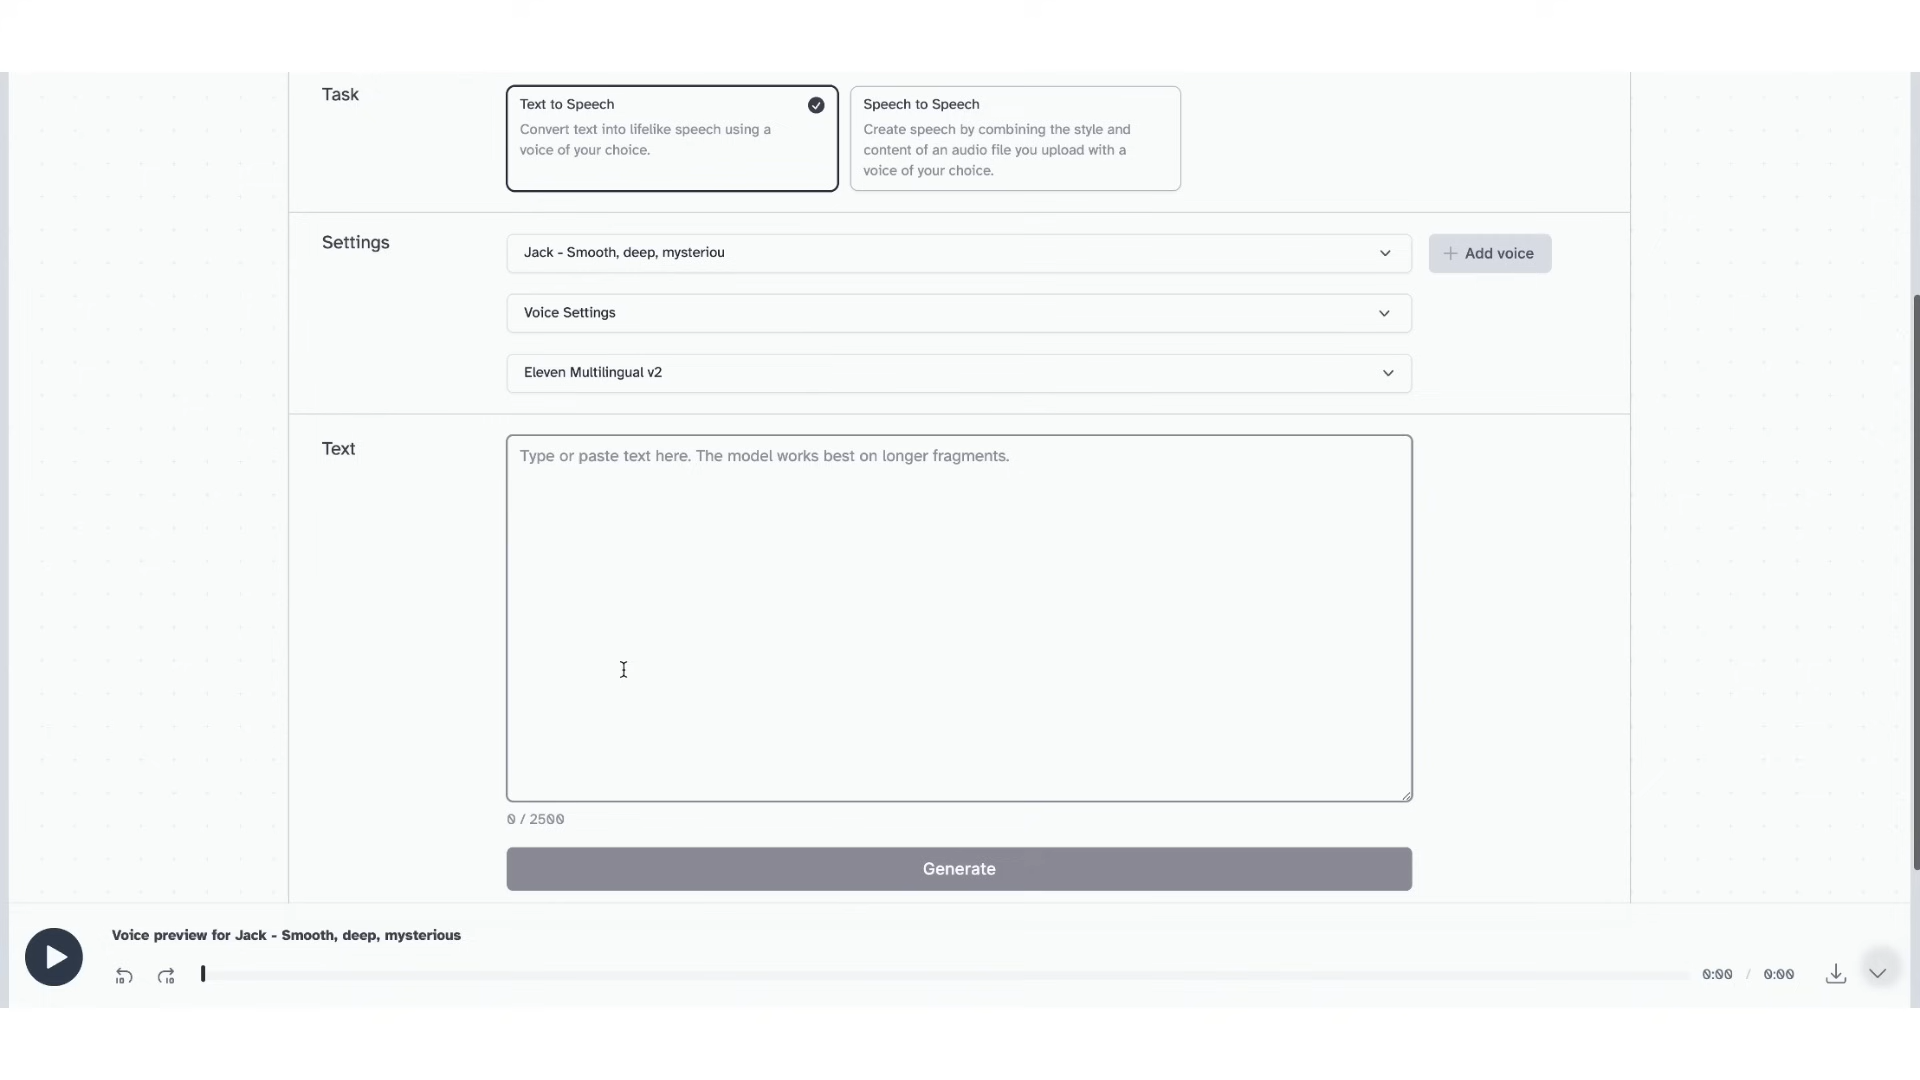 Task
Text to Speech
Convert text into lifelike speech using a
voice of your choice.
Speech to Speech
Create speech by combining the style and
content of an audio file you upload with a
voice of your choice.
Settings
Jack - Smooth, deep, mysteriou
Add voice
Voice Settings
Eleven Multilingual v2
Text
Type or paste text here. The model works best on longer fragments.
0 / 2500
Generate
Voice preview for Jack - Smooth, deep, mysterious
10
10
0:00 / 0:00